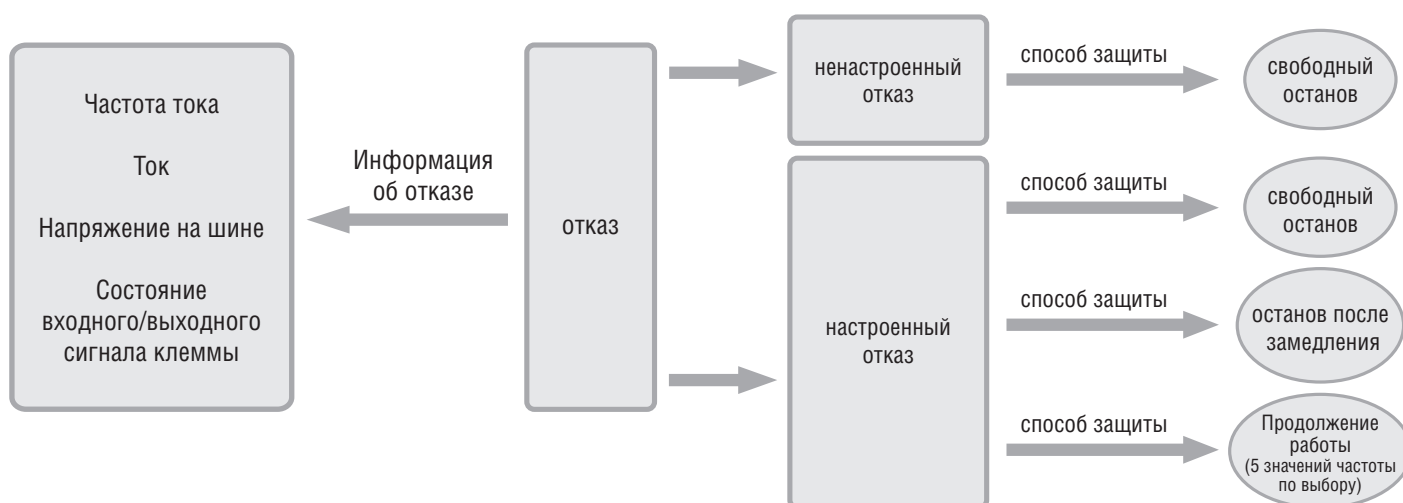 Частота тока
Ток
Напряжение на шине
Состояние
входного/выходного
сигнала клеммы
Информация
об отказе
отказ
ненастроенный
отказ
способ защиты
свободный
останов
настроенный
отказ
способ защиты
свободный
останов
способ защиты
останов после
замедления
способ защиты
Продолжение
работы
(5 значений частоты
по выбору)